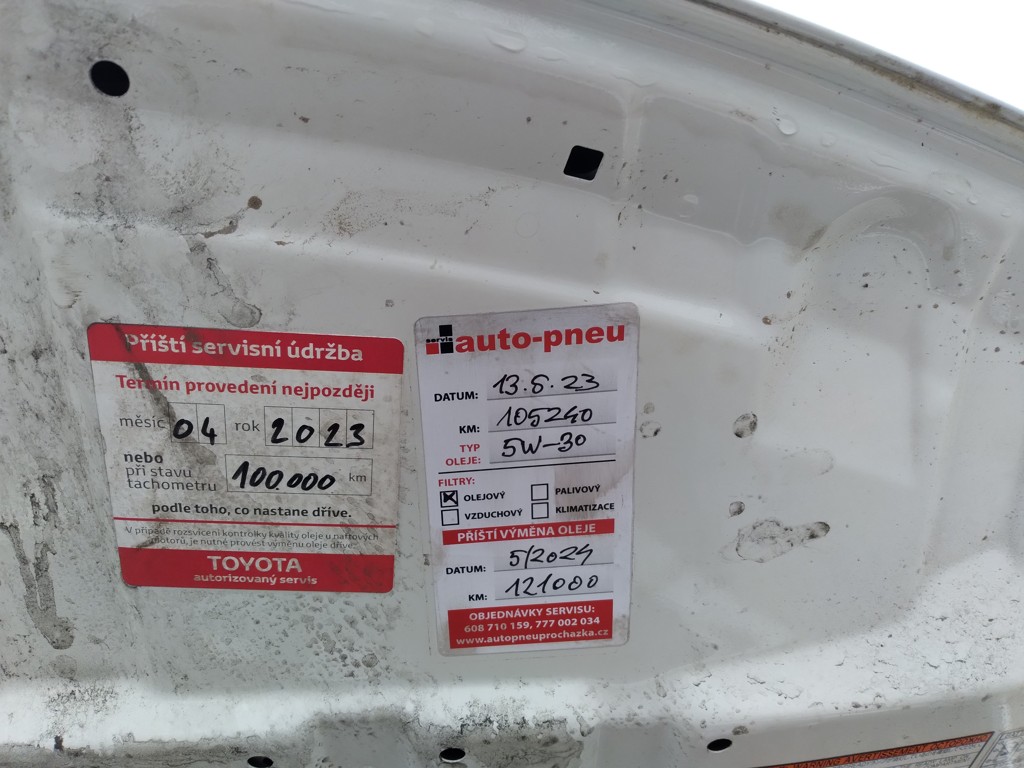 Příští servisní údržba
Termín provedení nejpozději
měsíc 04 rok 2023
nebo
při stavu
tachometru 100.000 km
podle toho, co nastane dříve.
V případě rozsvícení kontrolky kvality oleje u naftových
motorů, je nutné provést výměnu oleje dříve.
TOYOTA
autorizovaný servis
servis auto-pneu
DATUM: 13.5.23
KM: 105240
TYP
OLEJE: 5W-30
FILTRY:
OLEJOVÝ
PALIVOVÝ
VZDUCHOVÝ
KLIMATIZACE
PŘÍŠTÍ VÝMĚNA OLEJE
DATUM: 5/2024
KM: 121000
OBJEDNÁVKY SERVISU:
608 710 159, 777 002 034
www.autopneuprochazka.cz
WARNING AVERTISSEMENT